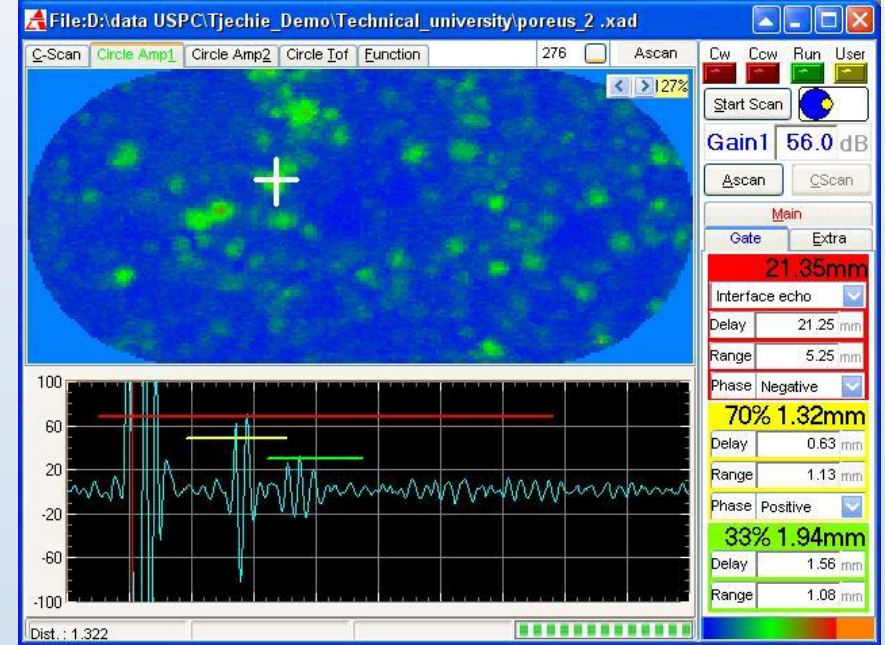 File:D:\data USPC\Tjechie_Demo\Technical_university\poreus_2 .xad
C-Scan Circle Amp1 Circle Amp2 Circle Tof Function 276 Ascan
Cw Ccw Run User
127%
Start Scan
Gain1 56.0 dB
Ascan CScan
Main
Gate Extra
21.35mm
Interface echo
Delay 21.25 mm
Range 5.25 mm
Phase Negative
70% 1.32mm
Delay 0.63 mm
Range 1.13 mm
Phase Positive
33% 1.94mm
Delay 1.56 mm
Range 1.08 mm
100
60
20
-20
-60
-100
Dist. : 1.322